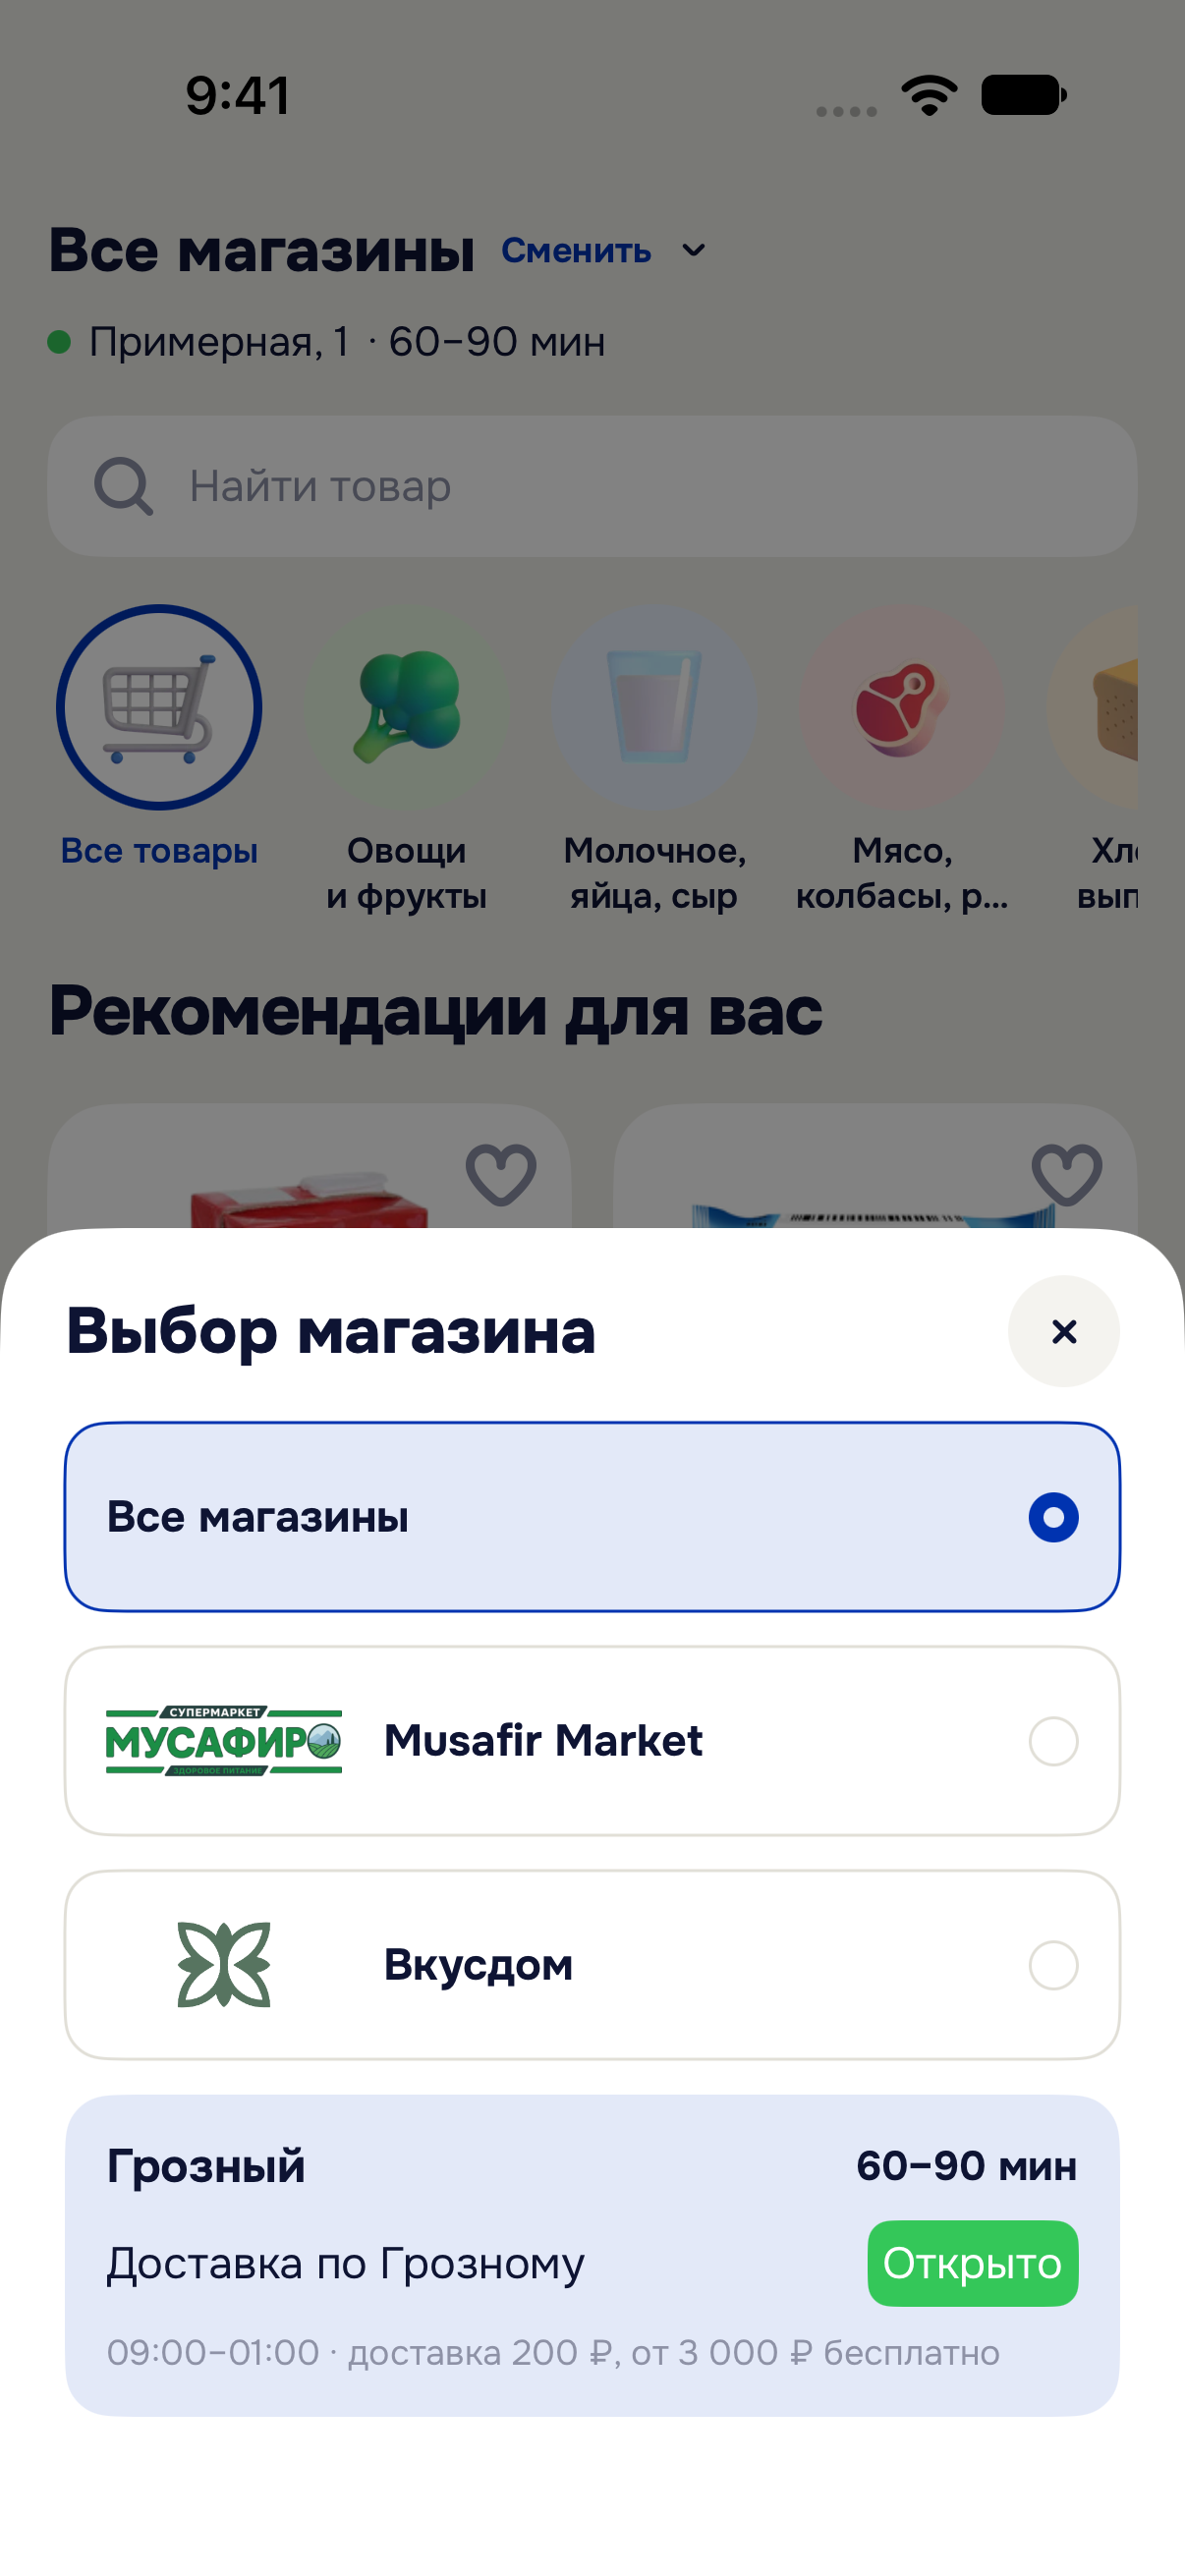 9:41
Все магазины Сменить
Примерная, 1 · 60–90 мин
Найти товар
Все товары
Овощи
и фрукты
Молочное,
яйца, сыр
Мясо,
колбасы, р...
Рекомендации для вас
Выбор магазина
Все магазины
СУПЕРМАРКЕТ
МУСАФИР
ЗДОРОВОЕ ПИТАНИЕ
Musafir Market
Вкусдом
Грозный 60–90 мин
Доставка по Грозному Открыто
09:00–01:00 · доставка 200 ₽, от 3 000 ₽ бесплатно